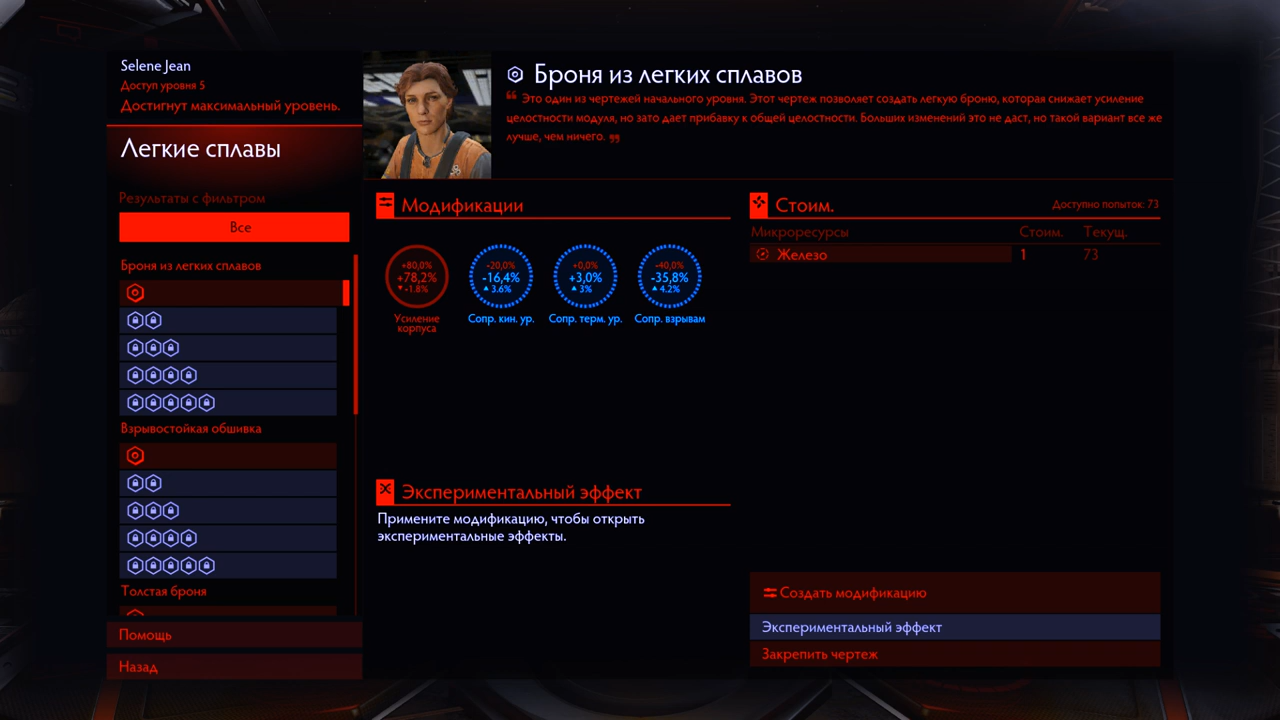 Selene Jean
Доступ уровня 5
Достигнут максимальный уровень.
Легкие сплавы
Результаты с фильтром
Все
Броня из легких сплавов
Взрывостойкая обшивка
Толстая броня
Помощь
Назад
Броня из легких сплавов
“ Это один из чертежей начального уровня. Этот чертеж позволяет создать легкую броню, которая снижает усиление
целостности модуля, но зато дает прибавку к общей целостности. Больших изменений это не даст, но такой вариант все же
лучше, чем ничего. ”
Модификации
+80,0%
+78,2%
-1.8%
Усиление
корпуса
-20,0%
-16,4%
3.6%
Сопр. кин. ур.
+0,0%
+3,0%
3%
Сопр. терм. ур.
-40,0%
-35,8%
4.2%
Сопр. взрывам
Экспериментальный эффект
Примените модификацию, чтобы открыть
экспериментальные эффекты.
Стоим.
Доступно попыток: 73
Микроресурсы Стоим. Текущ.
Железо 1 73
Создать модификацию
Экспериментальный эффект
Закрепить чертеж